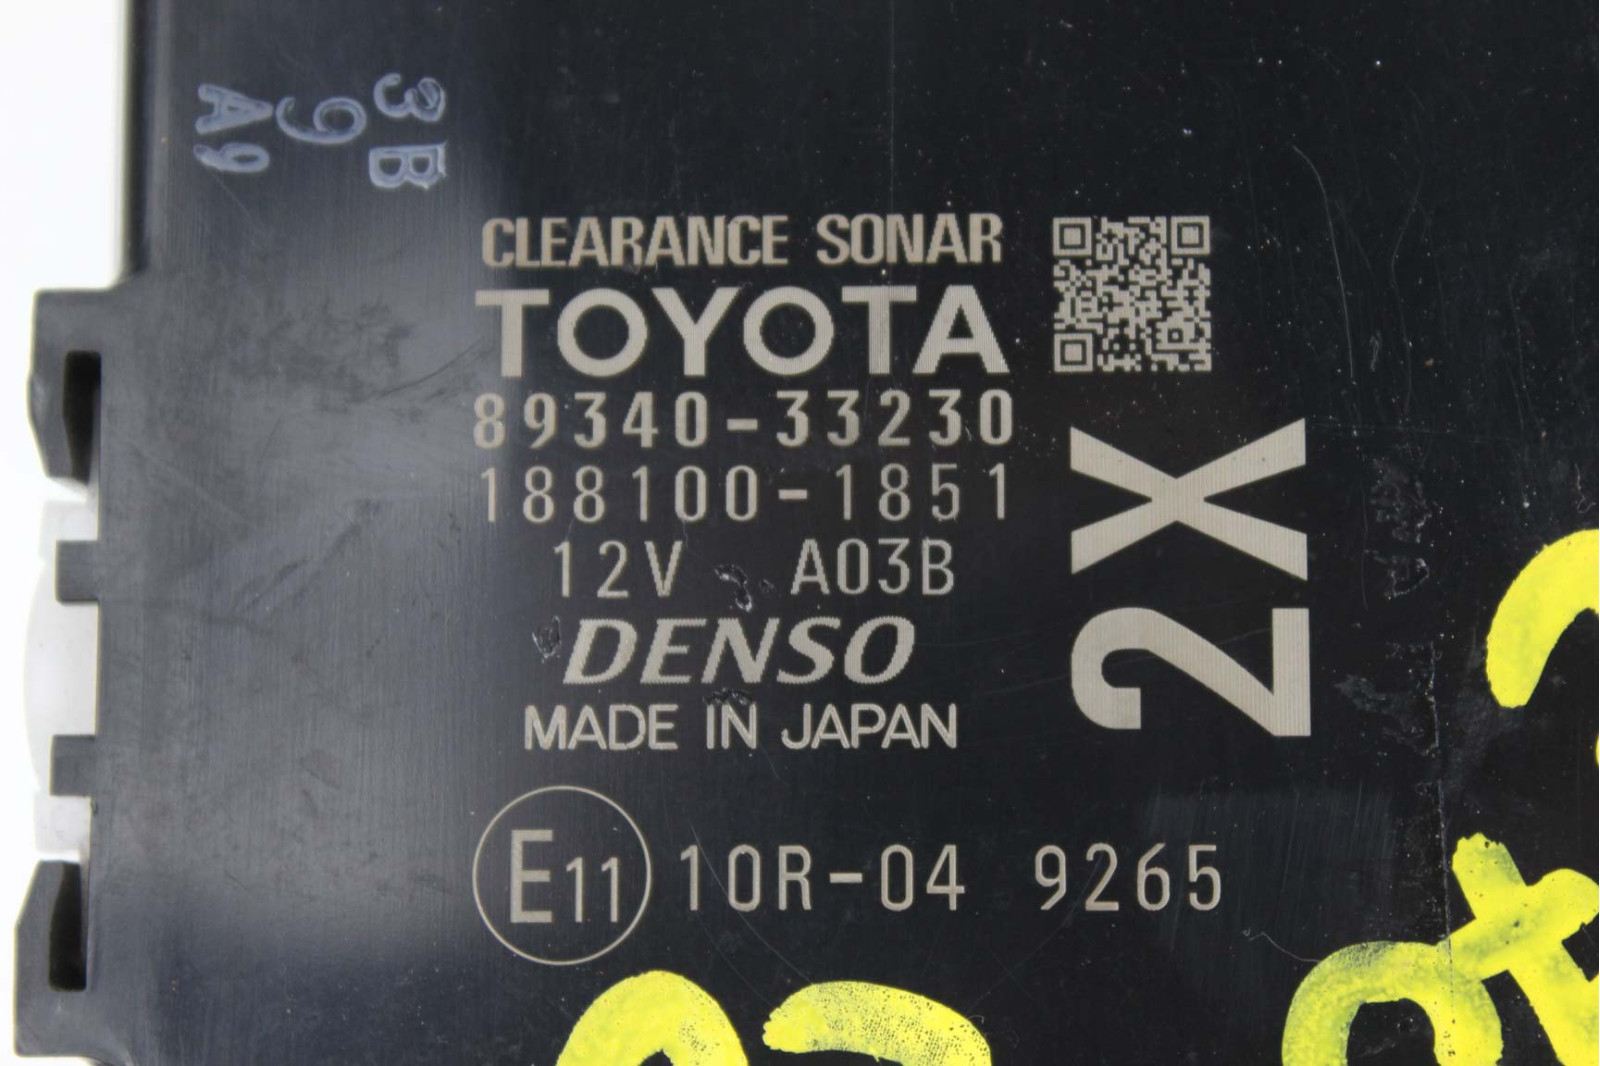 3B
9
A9
CLEARANCE SONAR
TOYOTA
89340-33230
188100-1851
12V A03B
DENSO
MADE IN JAPAN
2X
E11 10R-04 9265